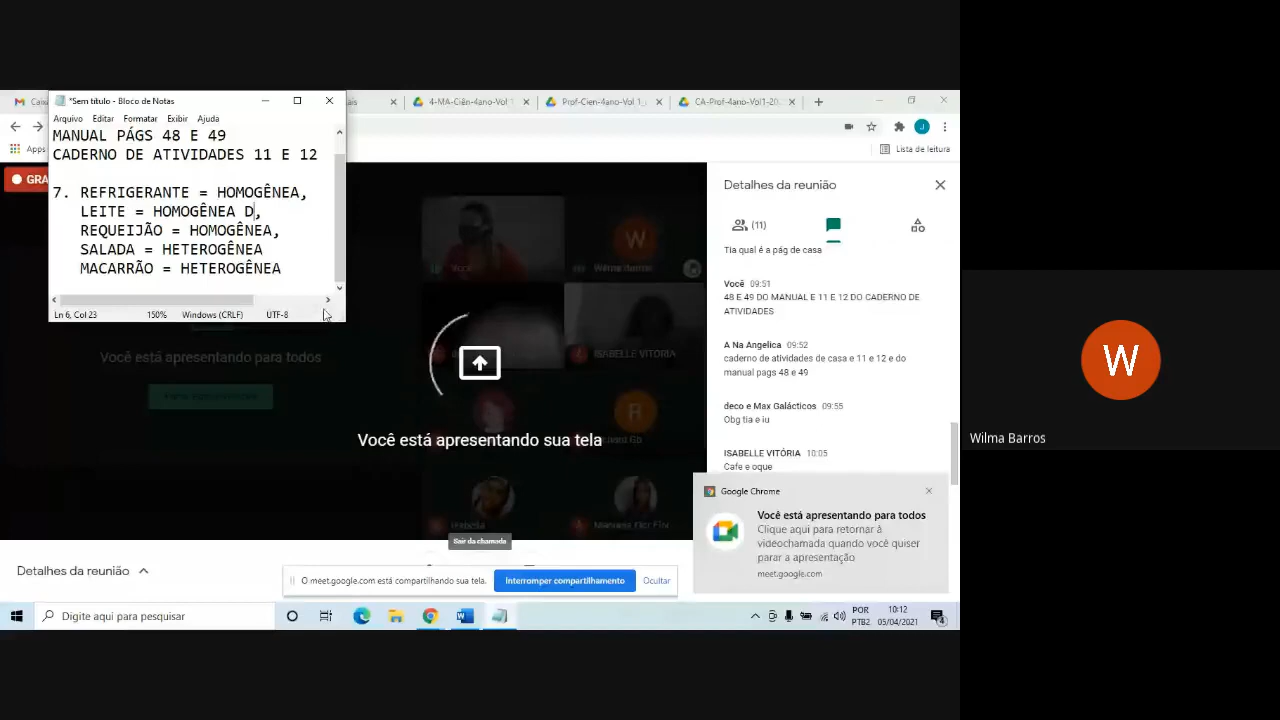 *Sem título - Bloco de Notas
Arquivo Editar Formatar Exibir Ajuda
MANUAL PÁGS 48 E 49
CADERNO DE ATIVIDADES 11 E 12
7. REFRIGERANTE = HOMOGÊNEA,
LEITE = HOMOGÊNEA D,
REQUEIJÃO = HOMOGÊNEA,
SALADA = HETEROGÊNEA
MACARRÃO = HETEROGÊNEA
Ln 6, Col 23 150% Windows (CRLF) UTF-8
4-MA-Ciên-4ano-Vol 1
Prof-Cien-4ano-Vol 1_
CA-Prof-4ano-Vol1-20
Apps
J
Lista de leitura
GRA
Você está apresentando para todos
Você
W
Wilma Barros
ISABELLE VITÓRIA
R
Isabella
Você está apresentando sua tela
Detalhes da reunião
(11)
Tia qual é a pág de casa
Você 09:51
48 E 49 DO MANUAL E 11 E 12 DO CADERNO DE
ATIVIDADES
A Na Angelica 09:52
caderno de atividades de casa e 11 e 12 e do
manual pags 48 e 49
deco e Max Galácticos 09:55
Obg tia e iu
ISABELLE VITÓRIA 10:05
Cafe e oque
Google Chrome
Você está apresentando para todos
Clique aqui para retornar à
videochamada quando você quiser
parar a apresentação
meet.google.com
Sair da chamada
Detalhes da reunião
O meet.google.com está compartilhando sua tela.
Interromper compartilhamento
Ocultar
Digite aqui para pesquisar
POR
PTB2
10:12
05/04/2021
4
W
Wilma Barros